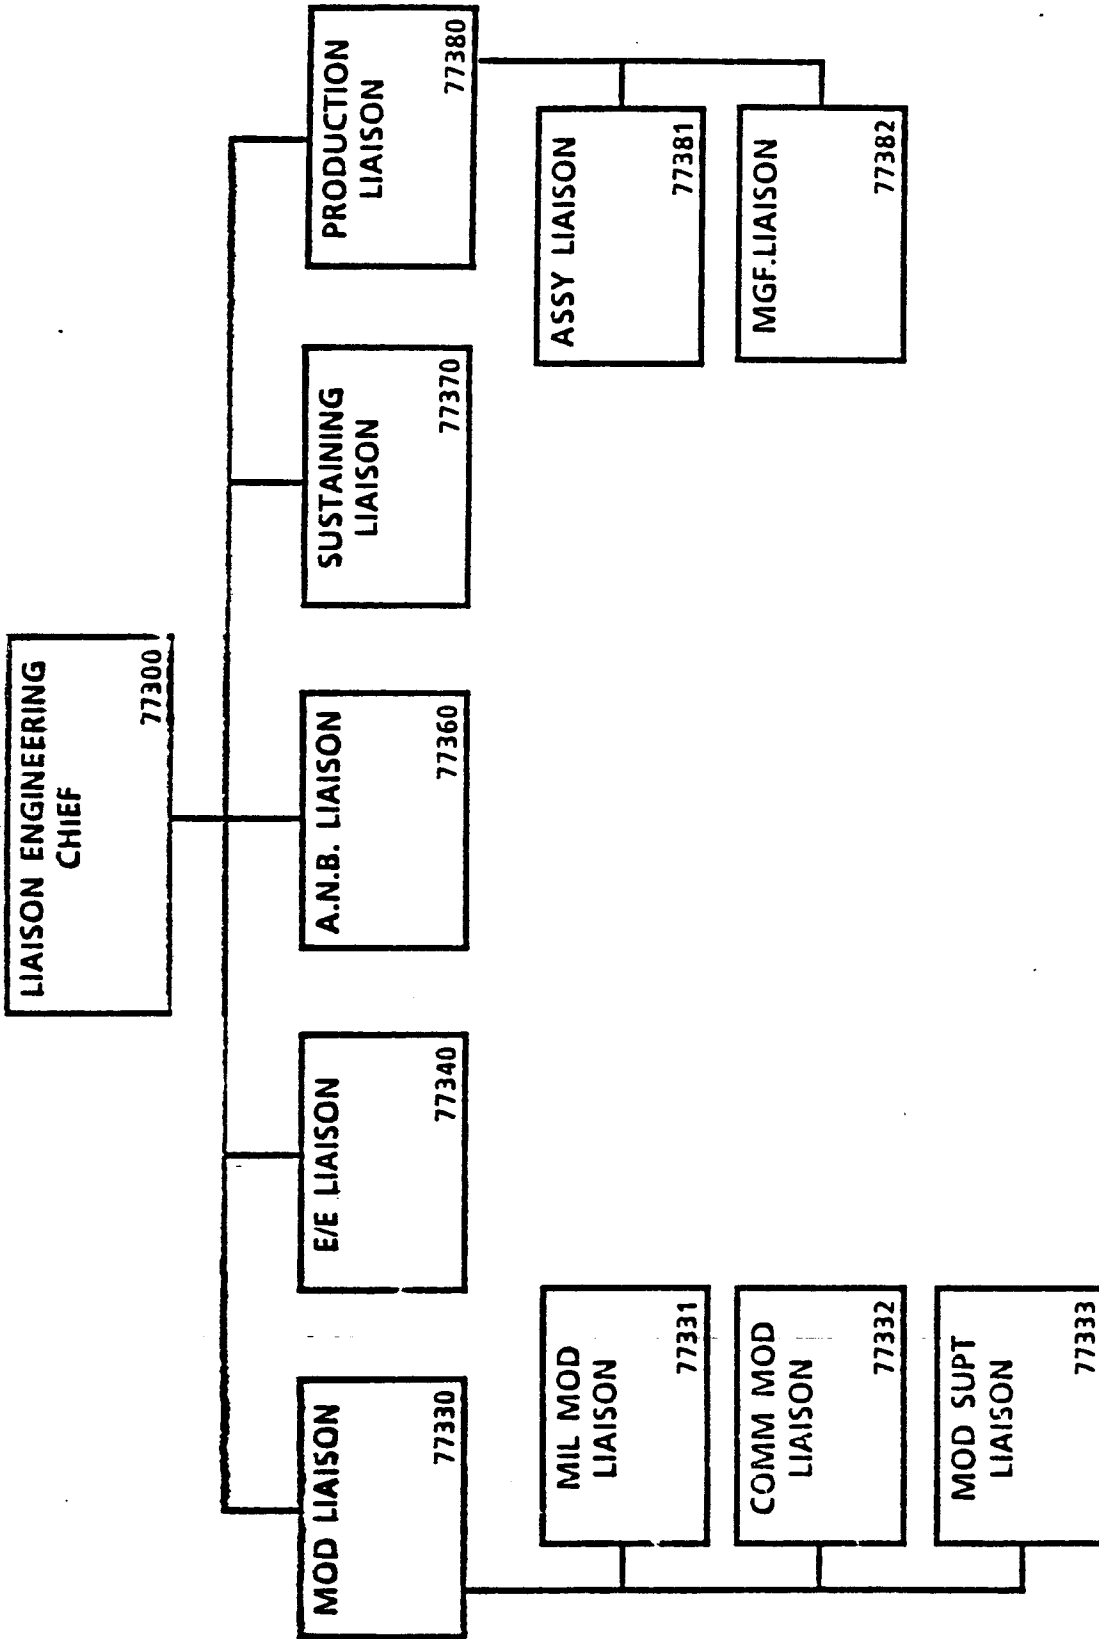 LIAISON ENGINEERING
CHIEF
77300
MOD LIAISON
77330
E/E LIAISON
77340
A.N.B. LIAISON
77360
SUSTAINING
LIAISON
77370
PRODUCTION
LIAISON
77380
MIL MOD
LIAISON
77331
COMM MOD
LIAISON
77332
MOD SUPT
LIAISON
77333
ASSY LIAISON
77381
MGF.LIAISON
77382